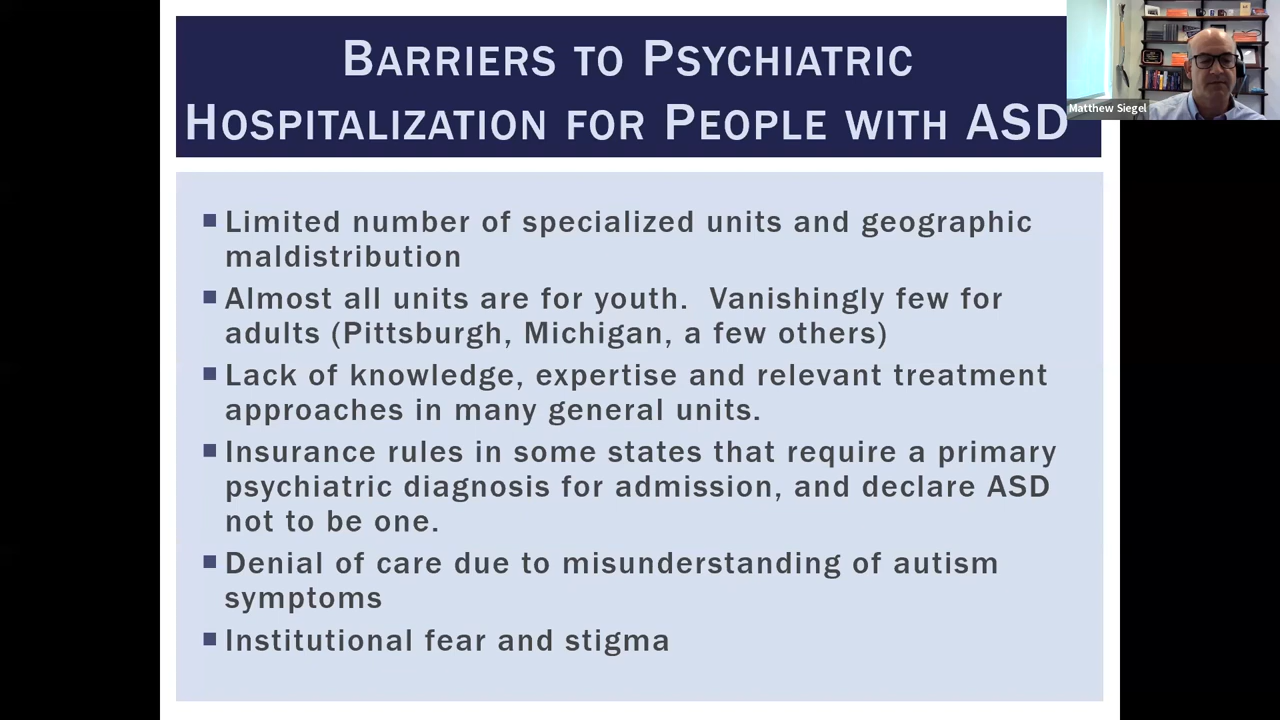 BARRIERS TO PSYCHIATRIC
HOSPITALIZATION FOR PEOPLE WITH ASD
Matthew Siegel
■ Limited number of specialized units and geographic
maldistribution
■ Almost all units are for youth. Vanishingly few for
adults (Pittsburgh, Michigan, a few others)
■ Lack of knowledge, expertise and relevant treatment
approaches in many general units.
■ Insurance rules in some states that require a primary
psychiatric diagnosis for admission, and declare ASD
not to be one.
■ Denial of care due to misunderstanding of autism
symptoms
■ Institutional fear and stigma